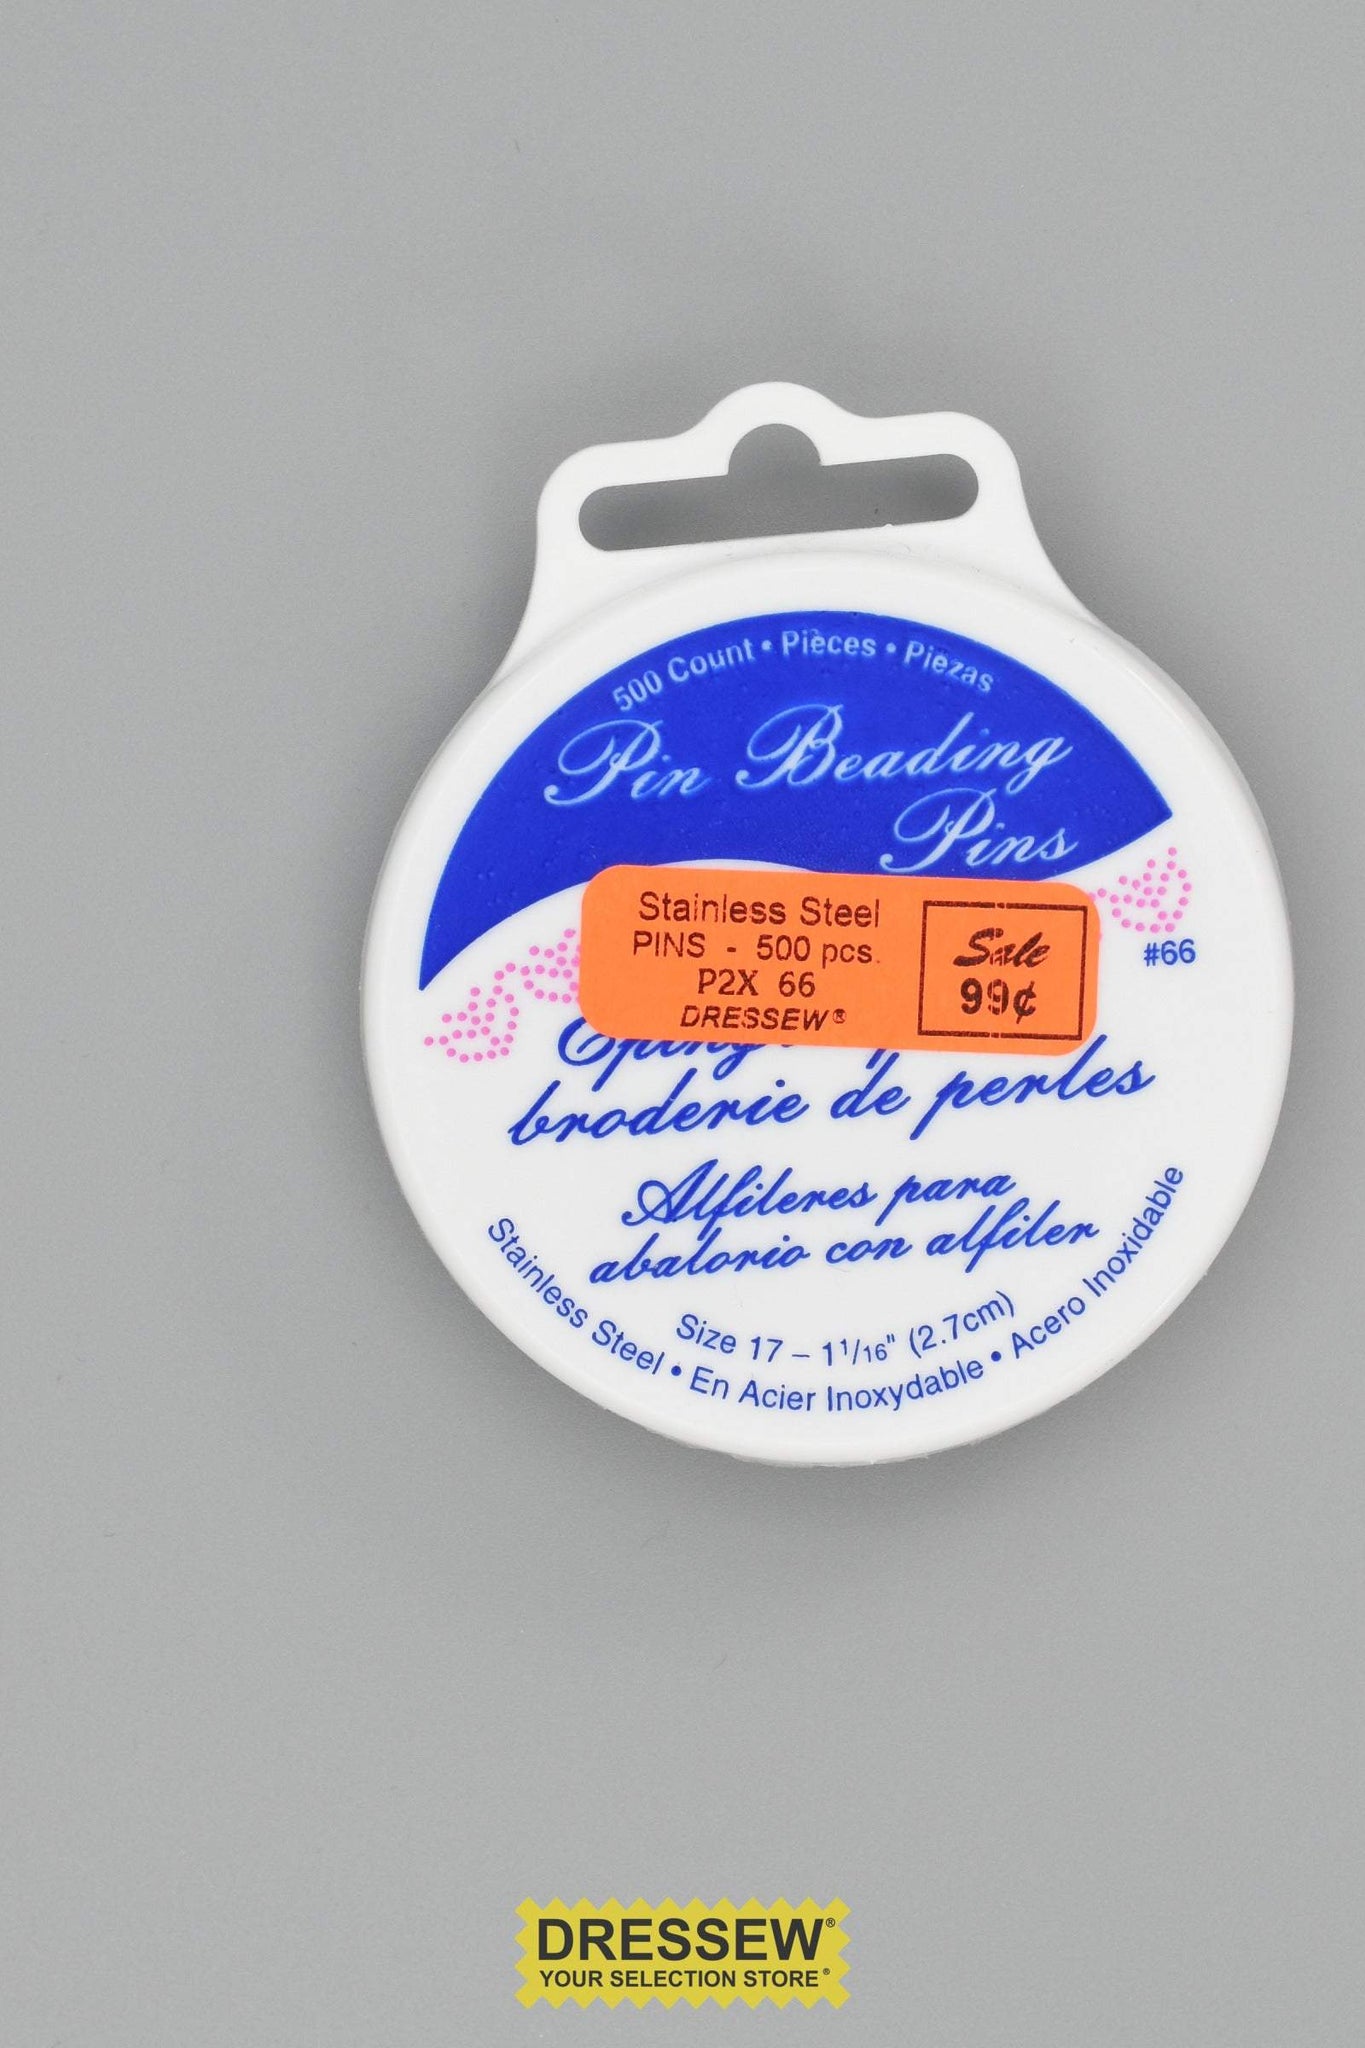 500 Count • Pièces • Piezas
Pin Beading
Pins
Stainless Steel
PINS - 500 pcs.
P2X 66
DRESSEW®
Sale
99¢
#66
broderie de perles
Alfileres para
abalorio con alfiler
Size 17 – 1 1/16" (2.7cm)
Stainless Steel • En Acier Inoxydable • Acero Inoxidable
DRESSEW®
YOUR SELECTION STORE®